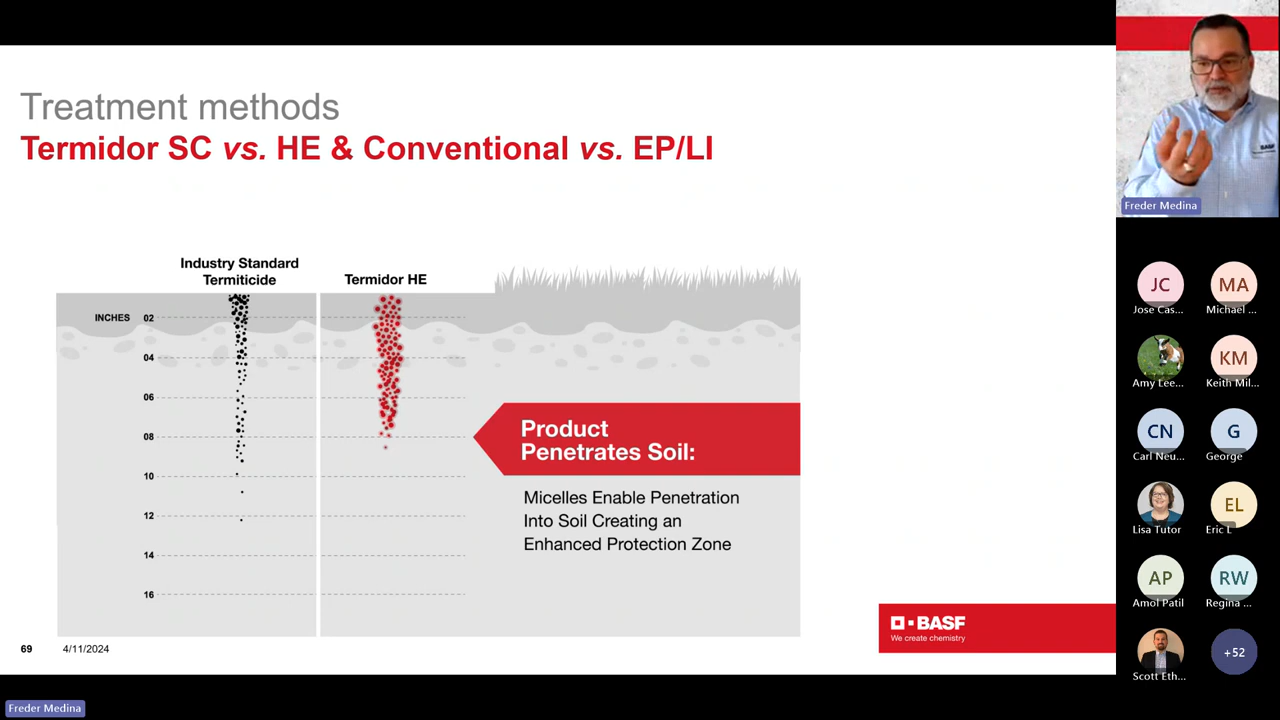 Treatment methods
Termidor SC vs. HE & Conventional vs. EP/LI
Industry Standard
Termiticide
Termidor HE
INCHES
02
04
06
08
10
12
14
16
Product
Penetrates Soil:
Micelles Enable Penetration
Into Soil Creating an
Enhanced Protection Zone
69
4/11/2024
BASF
We create chemistry
BASF
Freder Medina
JC
Jose Cas...
MA
Michael ...
Amy Lee...
KM
Keith Mil...
CN
Carl Neu...
G
George
Lisa Tutor
EL
Eric L
AP
Amol Patil
RW
Regina ...
Scott Eth...
+52
Freder Medina